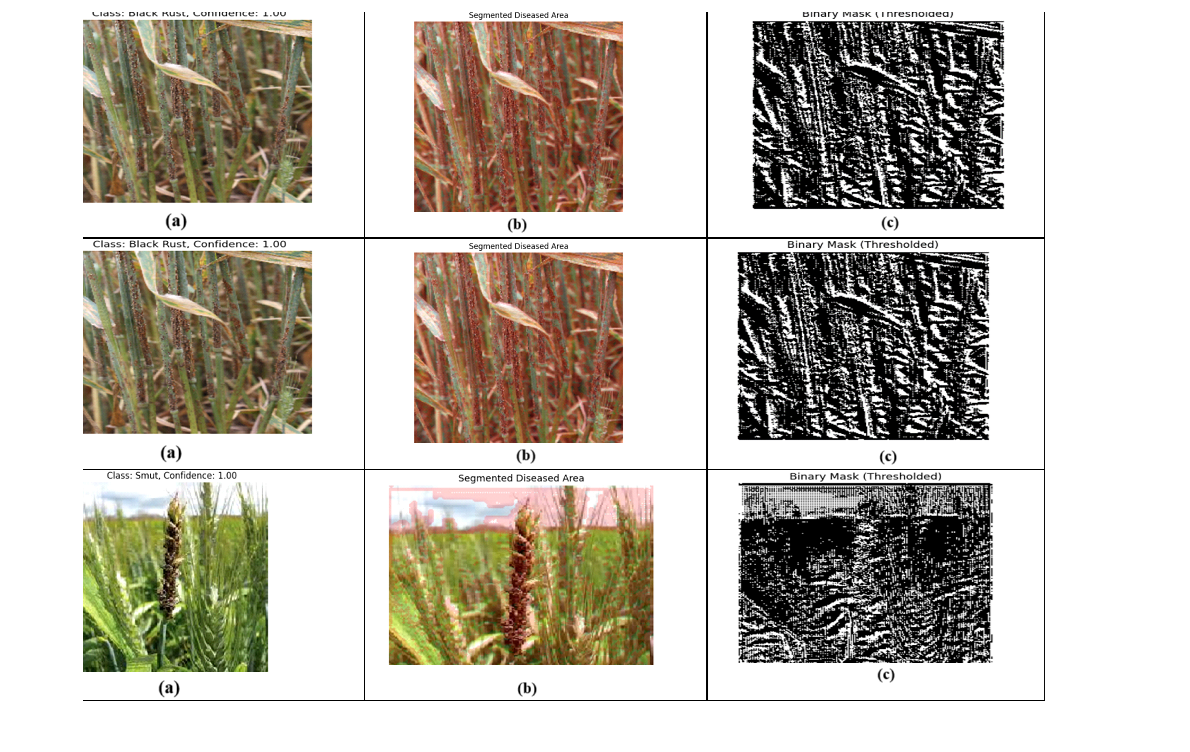 Class: Black Rust, Confidence: 1.00
Segmented Diseased Area
Binary Mask (Thresholded)
(a)
(b)
(c)
Class: Black Rust, Confidence: 1.00
Segmented Diseased Area
Binary Mask (Thresholded)
(a)
(b)
(c)
Class: Smut, Confidence: 1.00
Segmented Diseased Area
Binary Mask (Thresholded)
(a)
(b)
(c)